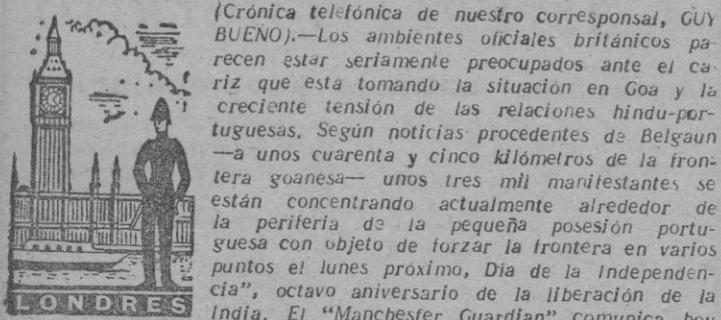 (Crónica telefónica de nuestro corresponsal, GUY
BUENO).—Los ambientes oficiales británicos pa-
recen estar seriamente preocupados ante el ca-
riz que está tomando la situación en Goa y la
creciente tensión de las relaciones hindu-por-
tuguesas. Según noticias procedentes de Belgaun
—a unos cuarenta y cinco kilómetros de la fron-
tera goanesa— unos tres mil manifestantes se
están concentrando actualmente alrededor de
la periferia de la pequeña posesión portu-
guesa con objeto de forzar la frontera en varios
puntos el lunes próximo, Día de la Independen-
cia", octavo aniversario de la liberación de la
India. El "Manchester Guardian" comunica hoy
LONDRES